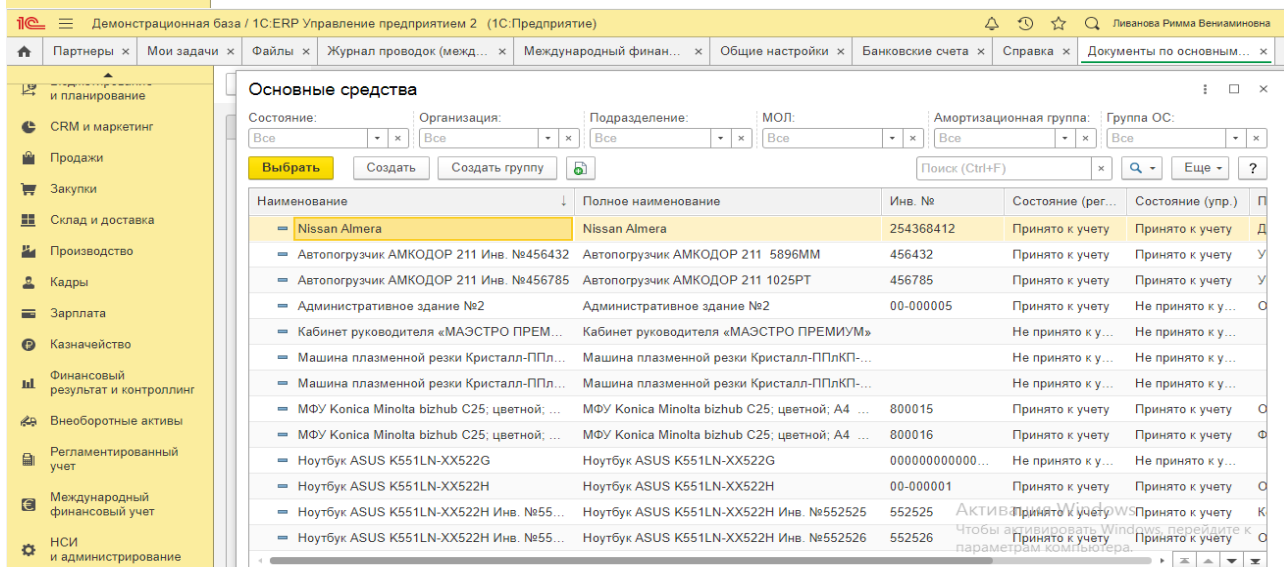 1С Демонстрационная база / 1С:ERP Управление предприятием 2 (1С:Предприятие) Ливанова Римма Вениаминовна
Партнеры × Мои задачи × Файлы × Журнал проводок (межд... × Международный финан... × Общие настройки × Банковские счета × Справка × Документы по основным... ×
и планирование
CRM и маркетинг
Продажи
Закупки
Склад и доставка
Производство
Кадры
Зарплата
Казначейство
Финансовый
результат и контроллинг
Внеоборотные активы
Регламентированный
учет
Международный
финансовый учет
НСИ
и администрирование
Основные средства
Состояние: Организация: Подразделение: МОЛ: Амортизационная группа: Группа ОС:
Все Все Все Все Все Все
Выбрать Создать Создать группу Поиск (Ctrl+F) × Еще ?
Наименование ↓ Полное наименование Инв. № Состояние (рег... Состояние (упр.) П
Nissan Almera Nissan Almera 254368412 Принято к учету Принято к учету Д
Автопогрузчик АМКОДОР 211 Инв. №456432 Автопогрузчик АМКОДОР 211 5896ММ 456432 Принято к учету Принято к учету У
Автопогрузчик АМКОДОР 211 Инв. №456785 Автопогрузчик АМКОДОР 211 1025РТ 456785 Принято к учету Принято к учету У
Административное здание №2 Административное здание №2 00-000005 Принято к учету Не принято к у... О
Кабинет руководителя «МАЭСТРО ПРЕМ... Кабинет руководителя «МАЭСТРО ПРЕМИУМ» Не принято к у... Не принято к у...
Машина плазменной резки Кристалл-ППл... Машина плазменной резки Кристалл-ППлКП-... Не принято к у... Не принято к у...
Машина плазменной резки Кристалл-ППл... Машина плазменной резки Кристалл-ППлКП-... Не принято к у... Не принято к у...
МФУ Konica Minolta bizhub C25; цветной; ... МФУ Konica Minolta bizhub C25; цветной; А4 ... 800015 Принято к учету Принято к учету О
МФУ Konica Minolta bizhub C25; цветной; ... МФУ Konica Minolta bizhub C25; цветной; А4 ... 800016 Принято к учету Принято к учету Ф
Ноутбук ASUS K551LN-XX522G Ноутбук ASUS K551LN-XX522G 000000000000... Не принято к у... Не принято к у...
Ноутбук ASUS K551LN-XX522H Ноутбук ASUS K551LN-XX522H 00-000001 Принято к учету Принято к учету О
Ноутбук ASUS K551LN-XX522H Инв. №55... Ноутбук ASUS K551LN-XX522H Инв. №552525 552525 Принято к учету Принято к учету К
Ноутбук ASUS K551LN-XX522H Инв. №55... Ноутбук ASUS K551LN-XX522H Инв. №552526 552526 Принято к учету Принято к учету О
Активация Windows
Чтобы активировать Windows, перейдите к
параметрам компьютера.